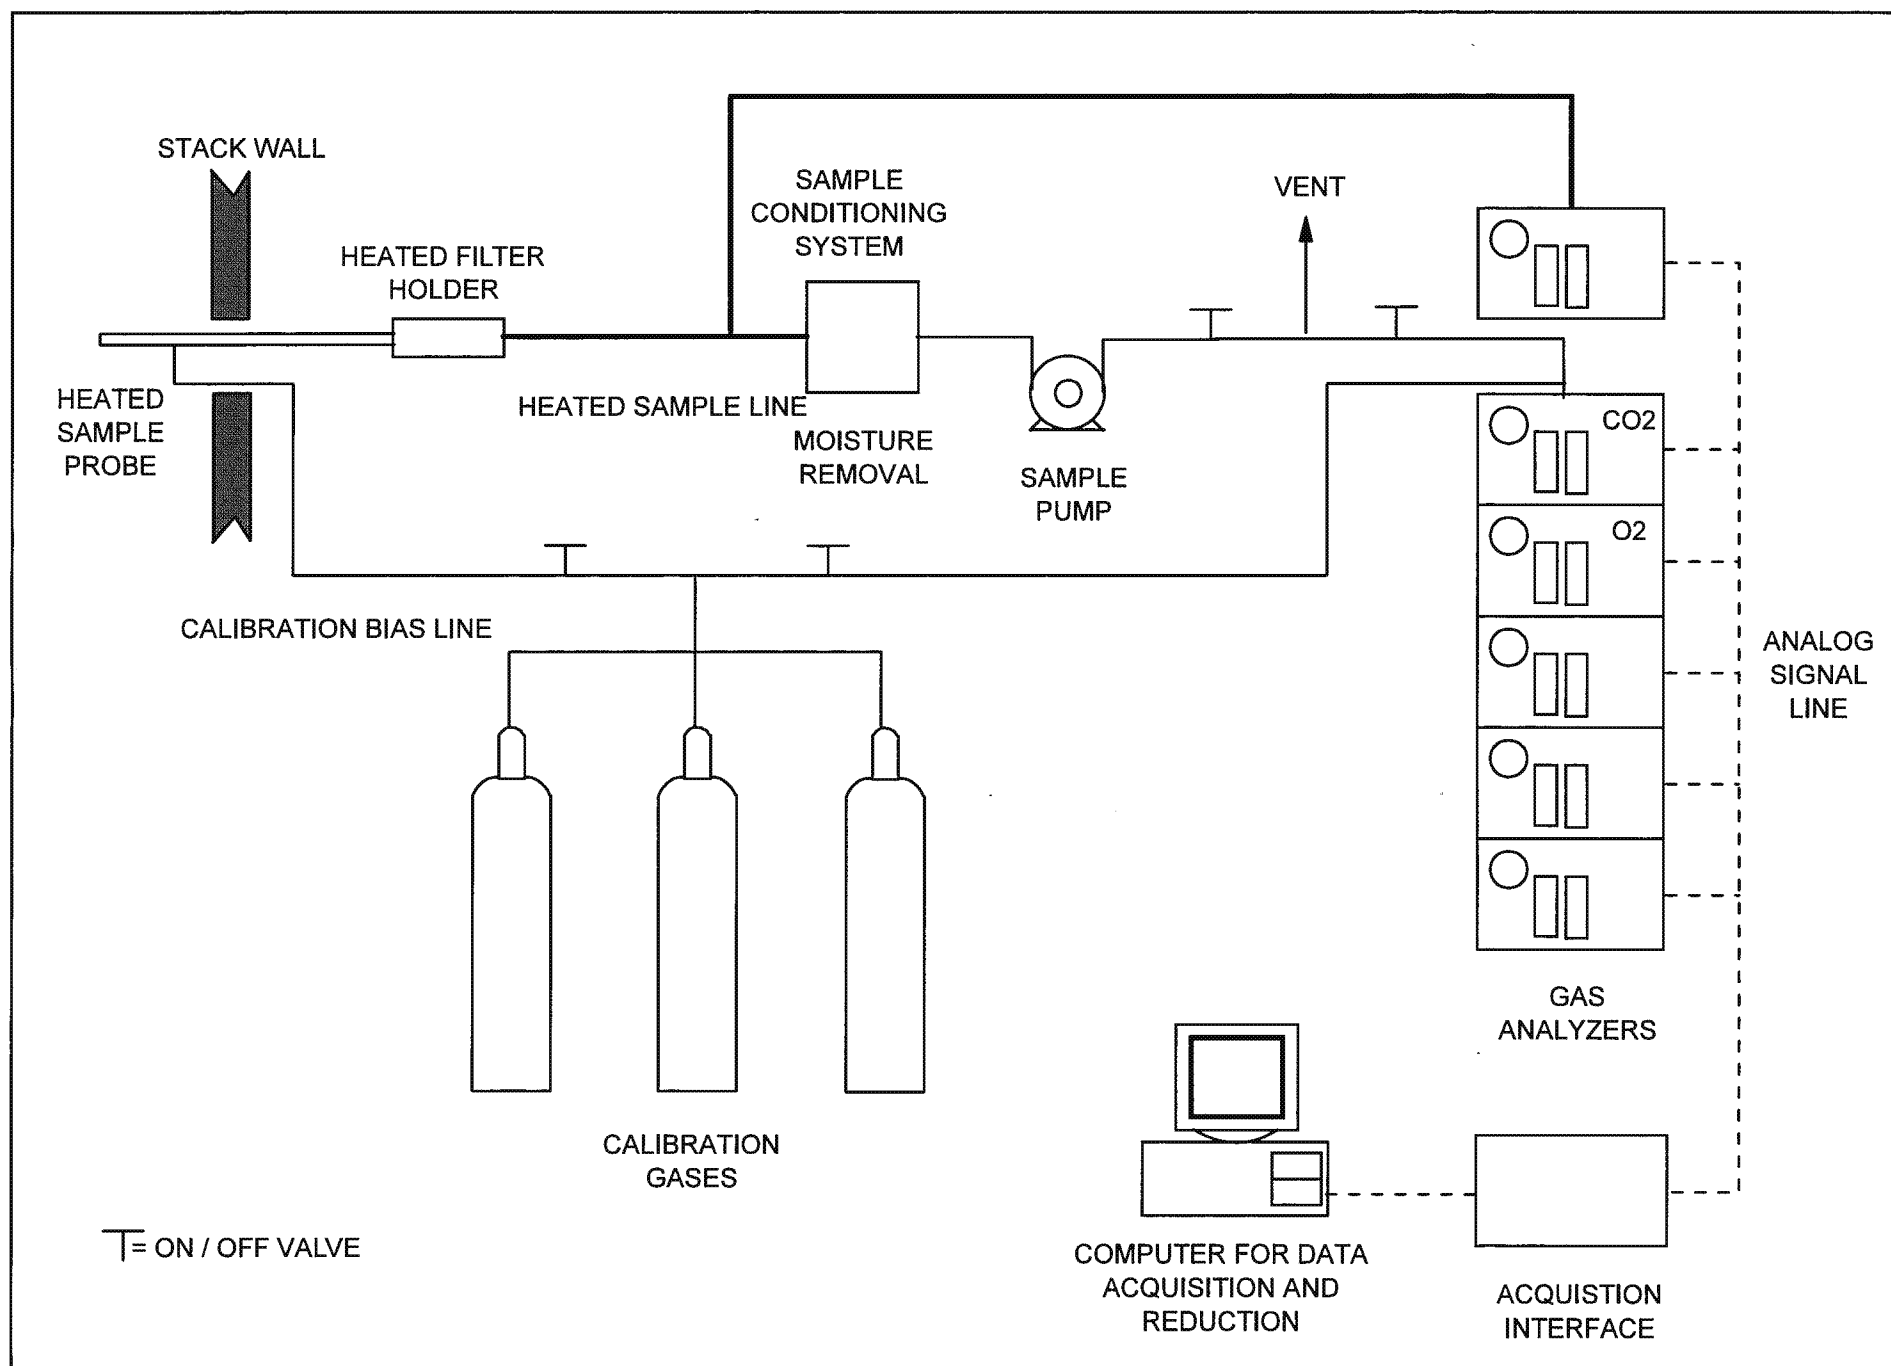 STACK WALL
SAMPLE
CONDITIONING
SYSTEM
VENT
HEATED FILTER
HOLDER
HEATED
SAMPLE
PROBE
HEATED SAMPLE LINE
MOISTURE
REMOVAL
SAMPLE
PUMP
CO2
O2
CALIBRATION BIAS LINE
ANALOG
SIGNAL
LINE
GAS
ANALYZERS
CALIBRATION
GASES
= ON / OFF VALVE
COMPUTER FOR DATA
ACQUISITION AND
REDUCTION
ACQUISTION
INTERFACE